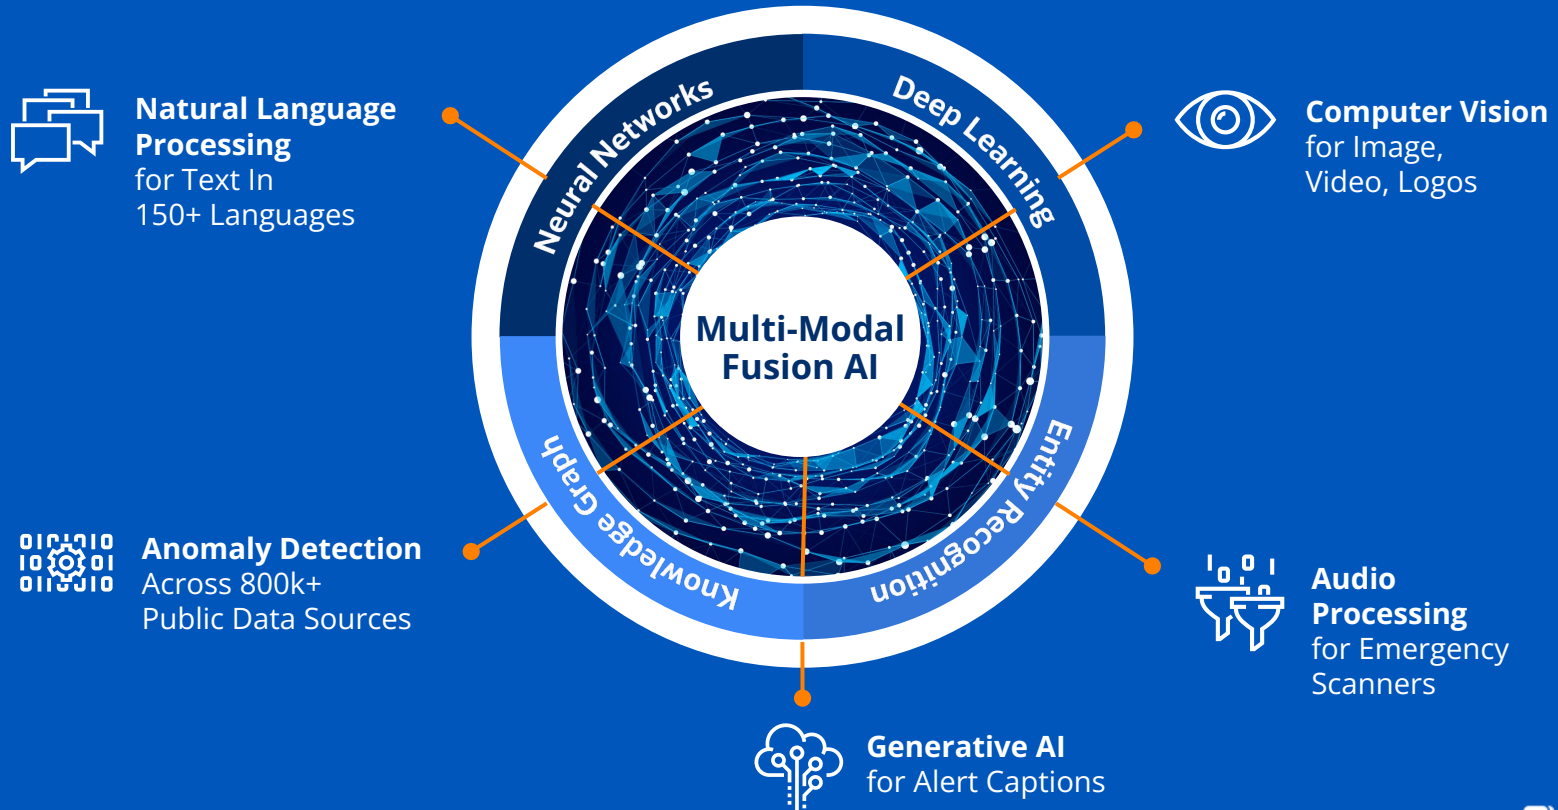 Natural Language
Processing
for Text In
150+ Languages
Neural Networks
Deep Learning
Computer Vision
for Image,
Video, Logos
Multi-Modal
Fusion AI
Knowledge Graph
Entity Recognition
Anomaly Detection
Across 800k+
Public Data Sources
Audio
Processing
for Emergency
Scanners
Generative AI
for Alert Captions